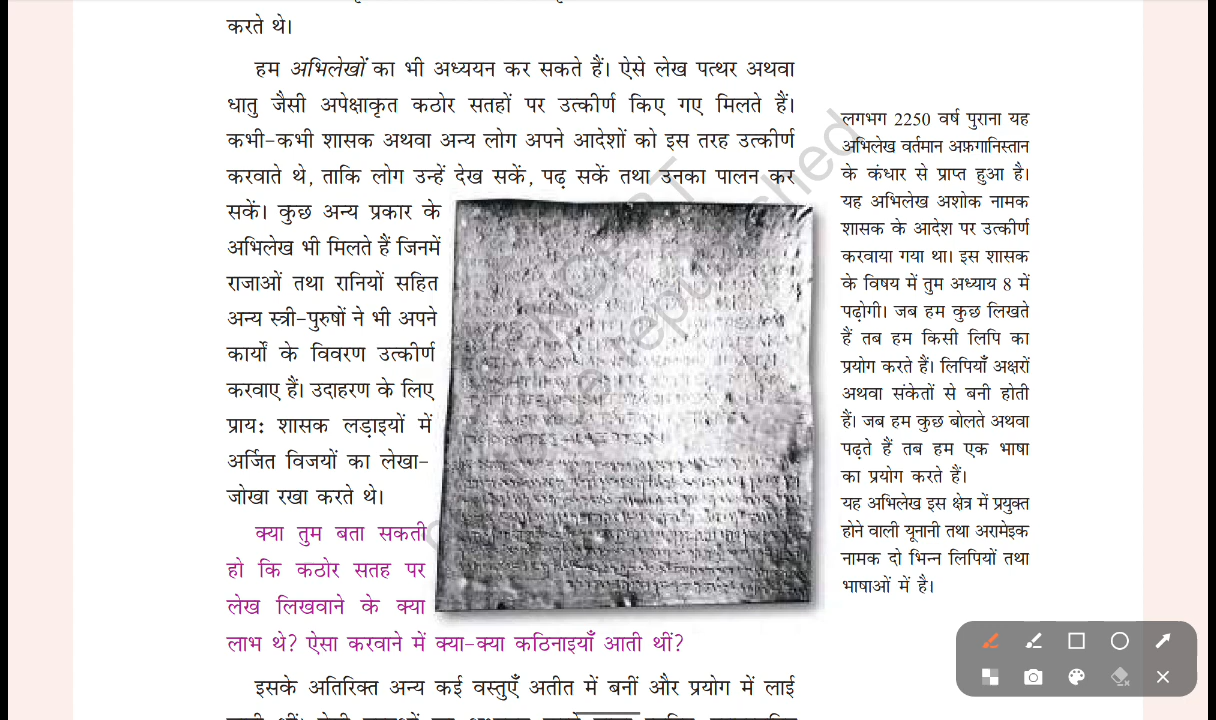 करते थे।
हम अभिलेखों का भी अध्ययन कर सकते हैं। ऐसे लेख पत्थर अथवा
धातु जैसी अपेक्षाकृत कठोर सतहों पर उत्कीर्ण किए गए मिलते हैं।
कभी-कभी शासक अथवा अन्य लोग अपने आदेशों को इस तरह उत्कीर्ण
करवाते थे, ताकि लोग उन्हें देख सकें, पढ़ सकें तथा उनका पालन कर
सकें। कुछ अन्य प्रकार के
अभिलेख भी मिलते हैं जिनमें
राजाओं तथा रानियों सहित
अन्य स्त्री-पुरुषों ने भी अपने
कार्यों के विवरण उत्कीर्ण
करवाए हैं। उदाहरण के लिए
प्राय: शासक लड़ाइयों में
अर्जित विजयों का लेखा-
जोखा रखा करते थे।
क्या तुम बता सकती
हो कि कठोर सतह पर
लेख लिखवाने के क्या
लाभ थे? ऐसा करवाने में क्या-क्या कठिनाइयाँ आती थीं?
इसके अतिरिक्त अन्य कई वस्तुएँ अतीत में बनीं और प्रयोग में लाई
लगभग 2250 वर्ष पुराना यह
अभिलेख वर्तमान अफ़गानिस्तान
के कंधार से प्राप्त हुआ है।
यह अभिलेख अशोक नामक
शासक के आदेश पर उत्कीर्ण
करवाया गया था। इस शासक
के विषय में तुम अध्याय 8 में
पढ़ोगी। जब हम कुछ लिखते
हैं तब हम किसी लिपि का
प्रयोग करते हैं। लिपियाँ अक्षरों
अथवा संकेतों से बनी होती
हैं। जब हम कुछ बोलते अथवा
पढ़ते हैं तब हम एक भाषा
का प्रयोग करते हैं।
यह अभिलेख इस क्षेत्र में प्रयुक्त
होने वाली यूनानी तथा अरामेइक
नामक दो भिन्न लिपियों तथा
भाषाओं में है।